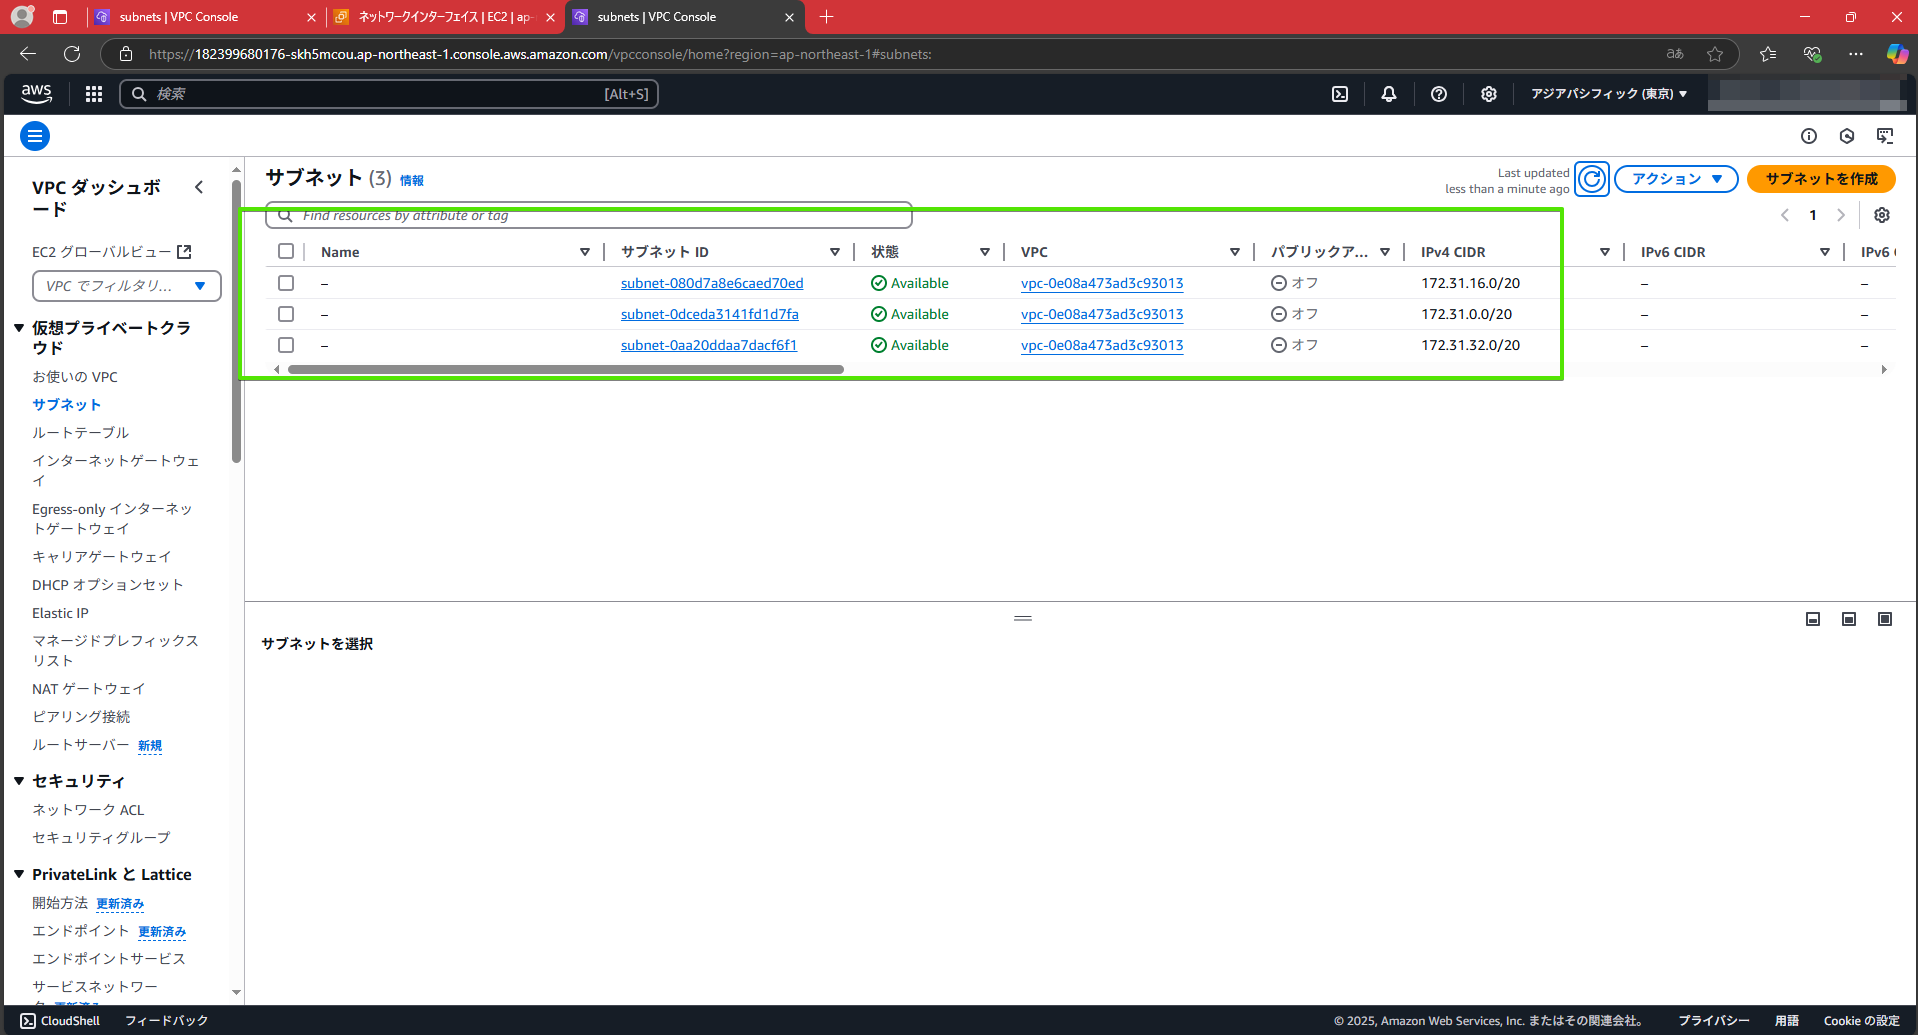 subnets | VPC Console
ネットワークインターフェイス | EC2 | ap-
subnets | VPC Console
https://182399680176-skh5mcou.ap-northeast-1.console.aws.amazon.com/vpcconsole/home?region=ap-northeast-1#subnets:
aあ
aws
検索
[Alt+S]
アジアパシフィック (東京)
VPC ダッシュボ
ード
EC2 グローバルビュー
VPC でフィルタリ...
仮想プライベートクラ
ウド
お使いの VPC
サブネット
ルートテーブル
インターネットゲートウェ
イ
Egress-only インターネッ
トゲートウェイ
キャリアゲートウェイ
DHCP オプションセット
Elastic IP
マネージドプレフィックス
リスト
NAT ゲートウェイ
ピアリング接続
ルートサーバー 新規
セキュリティ
ネットワーク ACL
セキュリティグループ
PrivateLink と Lattice
開始方法 更新済み
エンドポイント 更新済み
エンドポイントサービス
サービスネットワー
ク 更新済み
サブネット (3) 情報
Last updated
less than a minute ago
アクション
サブネットを作成
Find resources by attribute or tag
1
Name サブネット ID 状態 VPC パブリックア... IPv4 CIDR IPv6 CIDR IPv6
– subnet-080d7a8e6caed70ed Available vpc-0e08a473ad3c93013 オフ 172.31.16.0/20 – –
– subnet-0dceda3141fd1d7fa Available vpc-0e08a473ad3c93013 オフ 172.31.0.0/20 – –
– subnet-0aa20ddaa7dacf6f1 Available vpc-0e08a473ad3c93013 オフ 172.31.32.0/20 – –
サブネットを選択
CloudShell
フィードバック
© 2025, Amazon Web Services, Inc. またはその関連会社。
プライバシー
用語
Cookie の設定